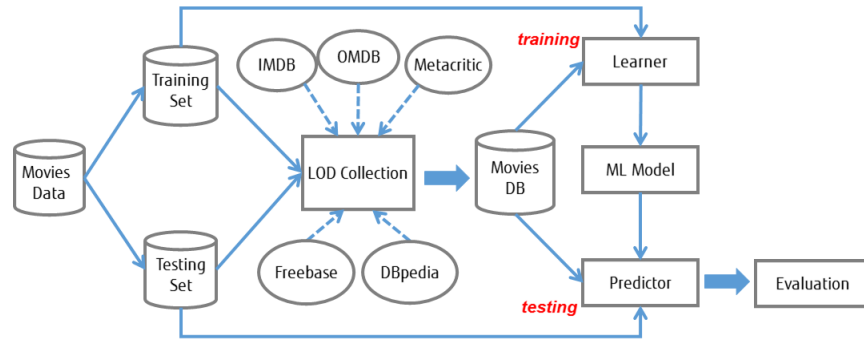 training
Training
Set
IMDB
OMDB
Metacritic
Learner
Movies
Data
LOD Collection
Movies
DB
ML Model
Testing
Set
Freebase
DBpedia
Predictor
Evaluation
testing